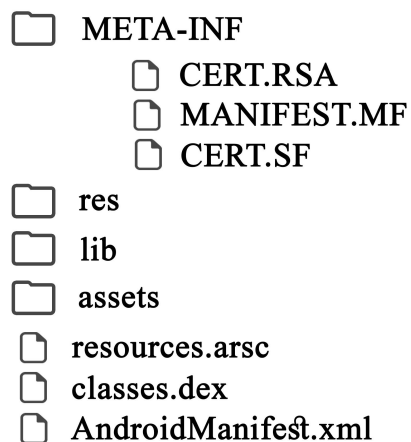 META-INF
CERT.RSA
MANIFEST.MF
CERT.SF
res
lib
assets
resources.arsc
classes.dex
AndroidManifest.xml